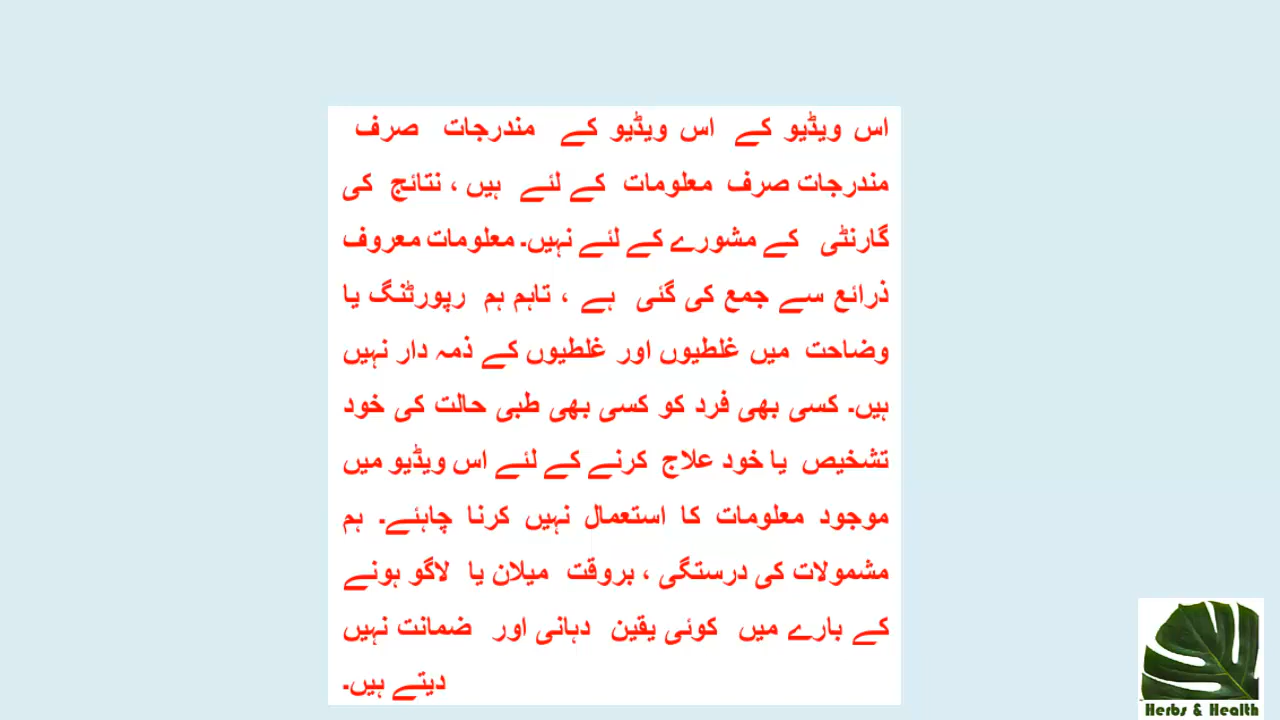 اس ویڈیو کے اس ویڈیو کے مندرجات صرف
مندرجات صرف معلومات کے لئے ہیں ، نتائج کی
گارنٹی کے مشورے کے لئے نہیں۔ معلومات معروف
ذرائع سے جمع کی گئی ہے ، تاہم ہم رپورٹنگ یا
وضاحت میں غلطیوں اور غلطیوں کے ذمہ دار نہیں
ہیں۔ کسی بھی فرد کو کسی بھی طبی حالت کی خود
تشخیص یا خود علاج کرنے کے لئے اس ویڈیو میں
موجود معلومات کا استعمال نہیں کرنا چاہئے۔ ہم
مشمولات کی درستگی ، بروقت میلان یا لاگو ہونے
کے بارے میں کوئی یقین دہانی اور ضمانت نہیں
دیتے ہیں۔
Herbs & Health